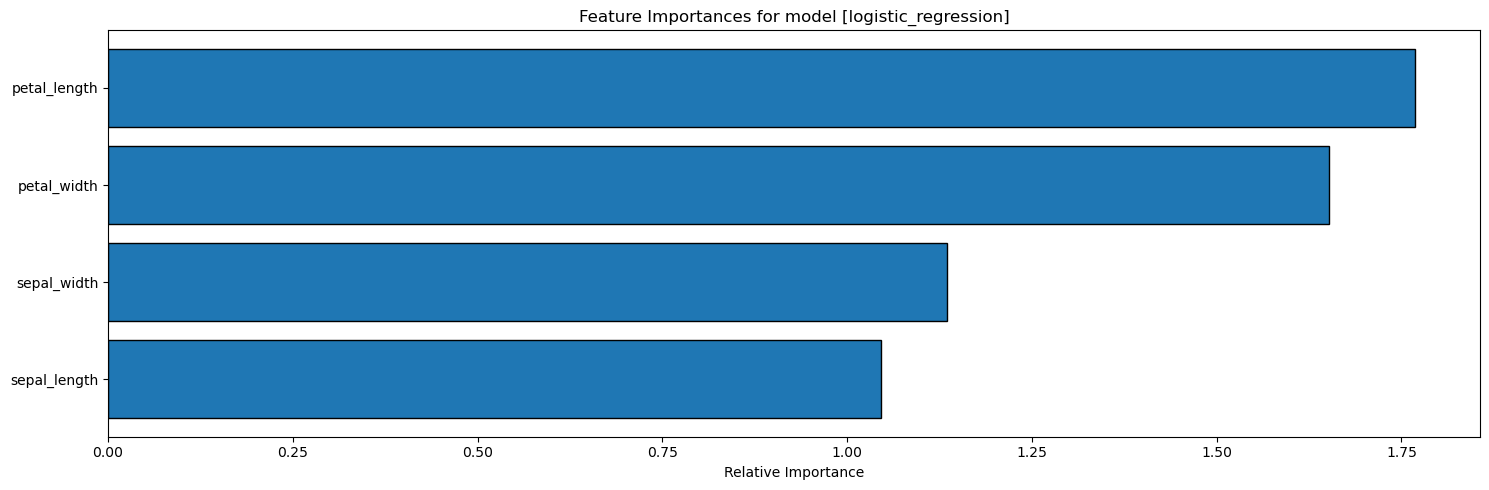 Feature Importances for model [logistic_regression]
petal_length
petal_width
sepal_width
sepal_length
0.00 0.25 0.50 0.75 1.00 1.25 1.50 1.75
Relative Importance